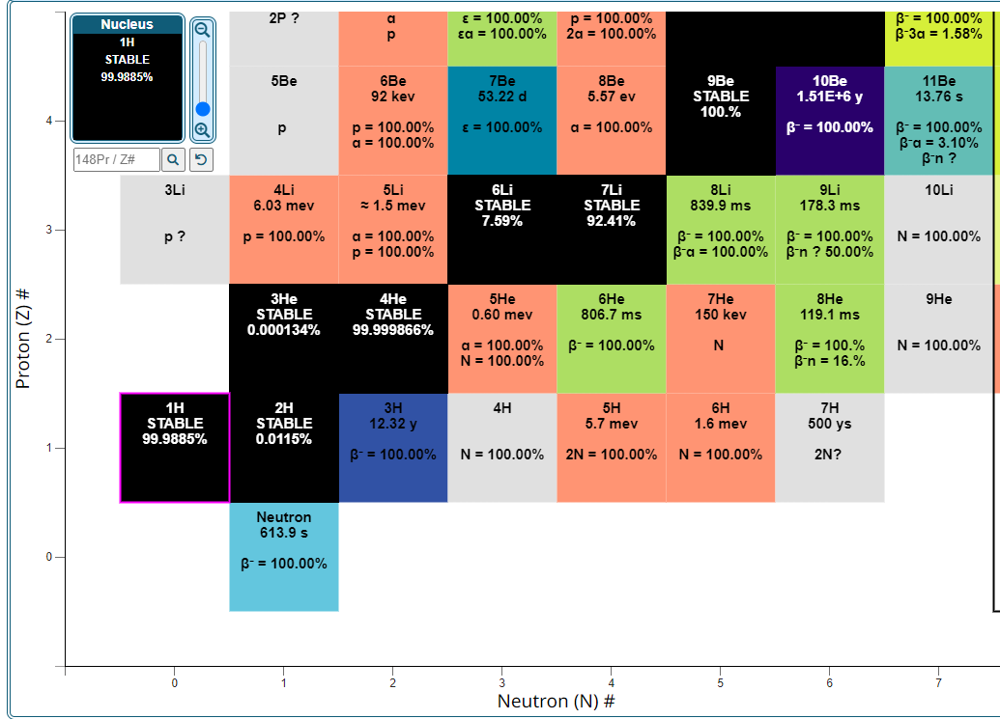 Nucleus
1H
STABLE
99.9885%
148Pr / Z#
2P ?
α
p
ε = 100.00%
εα = 100.00%
p = 100.00%
2α = 100.00%
β⁻ = 100.00%
β⁻3α = 1.58%
4
5Be
p
6Be
92 kev
p = 100.00%
α = 100.00%
7Be
53.22 d
ε = 100.00%
8Be
5.57 ev
α = 100.00%
9Be
STABLE
100.%
10Be
1.51E+6 y
β⁻ = 100.00%
11Be
13.76 s
β⁻ = 100.00%
β⁻α = 3.10%
β⁻n ?
3
3Li
p ?
4Li
6.03 mev
p = 100.00%
5Li
≈ 1.5 mev
α = 100.00%
p = 100.00%
6Li
STABLE
7.59%
7Li
STABLE
92.41%
8Li
839.9 ms
β⁻ = 100.00%
β⁻α = 100.00%
9Li
178.3 ms
β⁻ = 100.00%
β⁻n ? 50.00%
10Li
N = 100.00%
2
3He
STABLE
0.000134%
4He
STABLE
99.999866%
5He
0.60 mev
α = 100.00%
N = 100.00%
6He
806.7 ms
β⁻ = 100.00%
7He
150 kev
N
8He
119.1 ms
β⁻ = 100.%
β⁻n = 16.%
9He
N = 100.00%
1
1H
STABLE
99.9885%
2H
STABLE
0.0115%
3H
12.32 y
β⁻ = 100.00%
4H
N = 100.00%
5H
5.7 mev
2N = 100.00%
6H
1.6 mev
N = 100.00%
7H
500 ys
2N?
0
Neutron
613.9 s
β⁻ = 100.00%
Proton (Z) #
0 1 2 3 4 5 6 7
Neutron (N) #